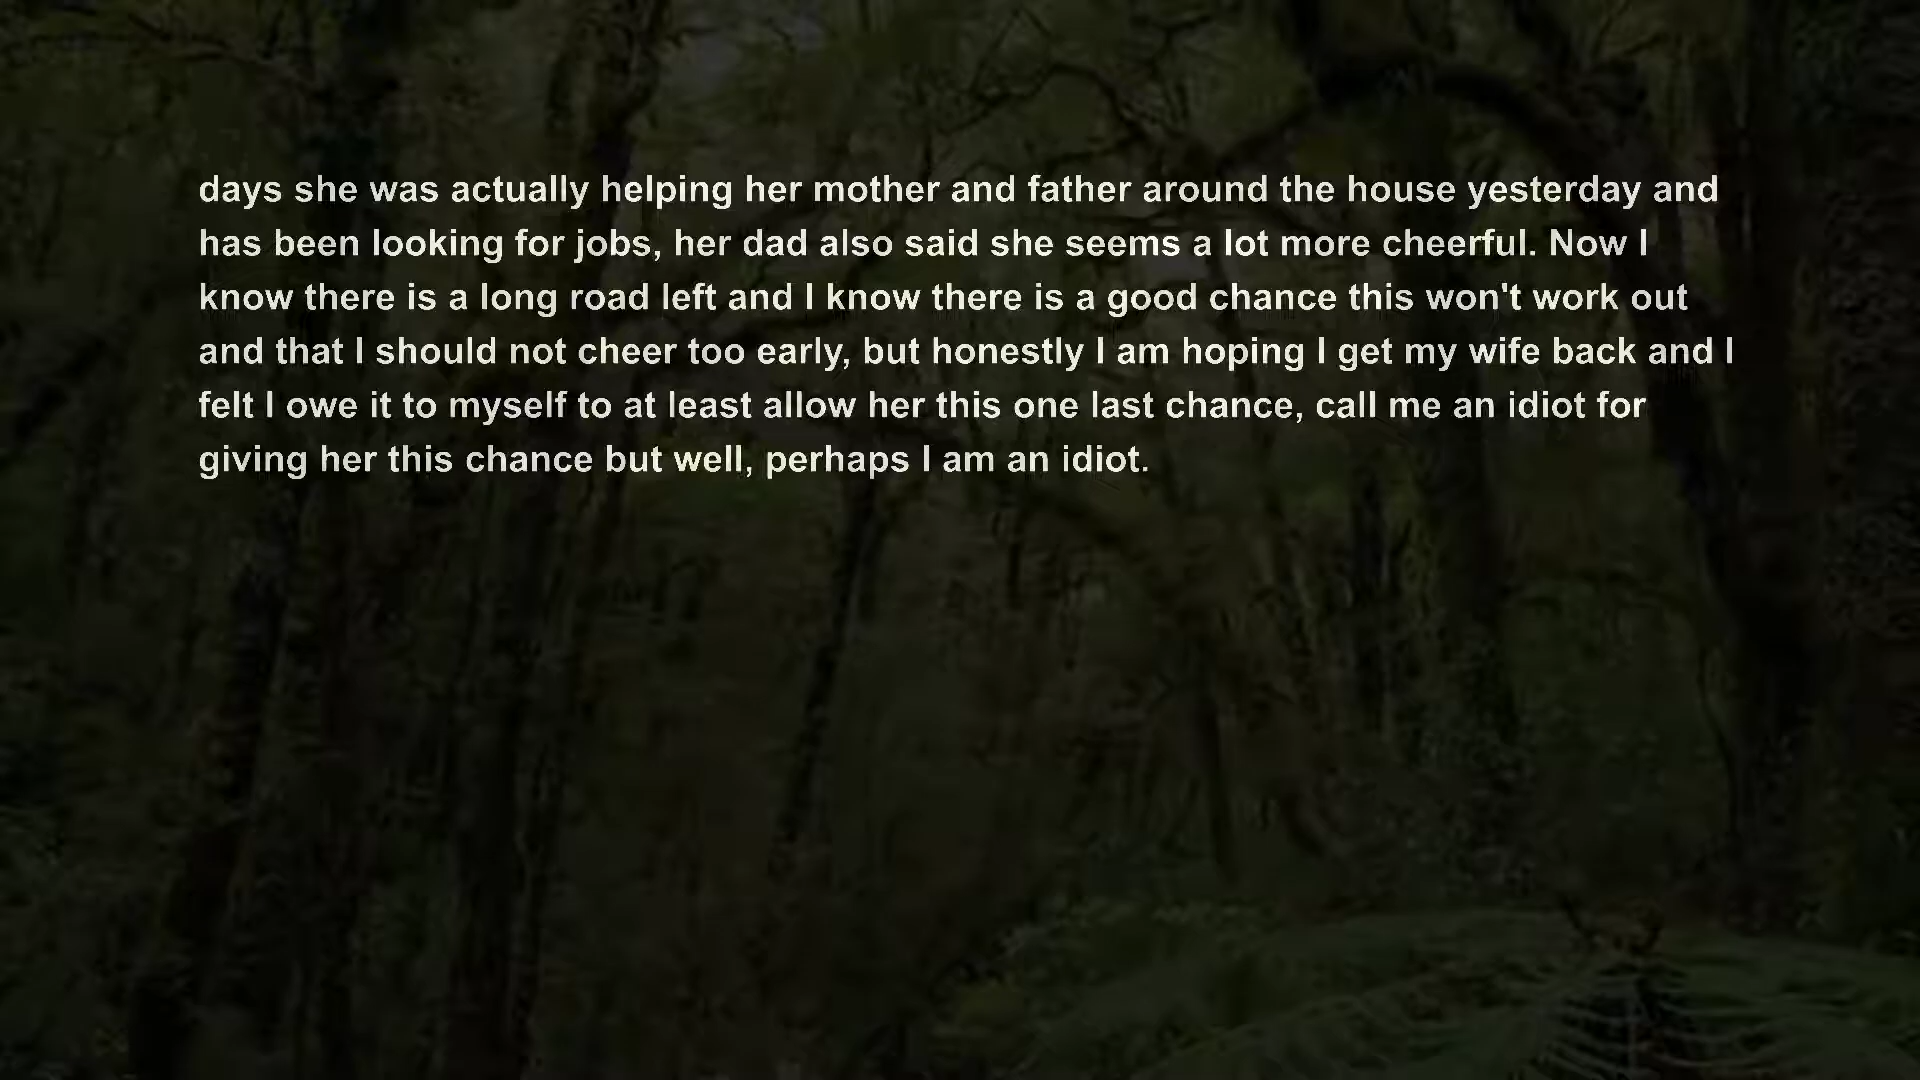 days she was actually helping her mother and father around the house yesterday and
has been looking for jobs, her dad also said she seems a lot more cheerful. Now I
know there is a long road left and I know there is a good chance this won't work out
and that I should not cheer too early, but honestly I am hoping I get my wife back and I
felt I owe it to myself to at least allow her this one last chance, call me an idiot for
giving her this chance but well, perhaps I am an idiot.